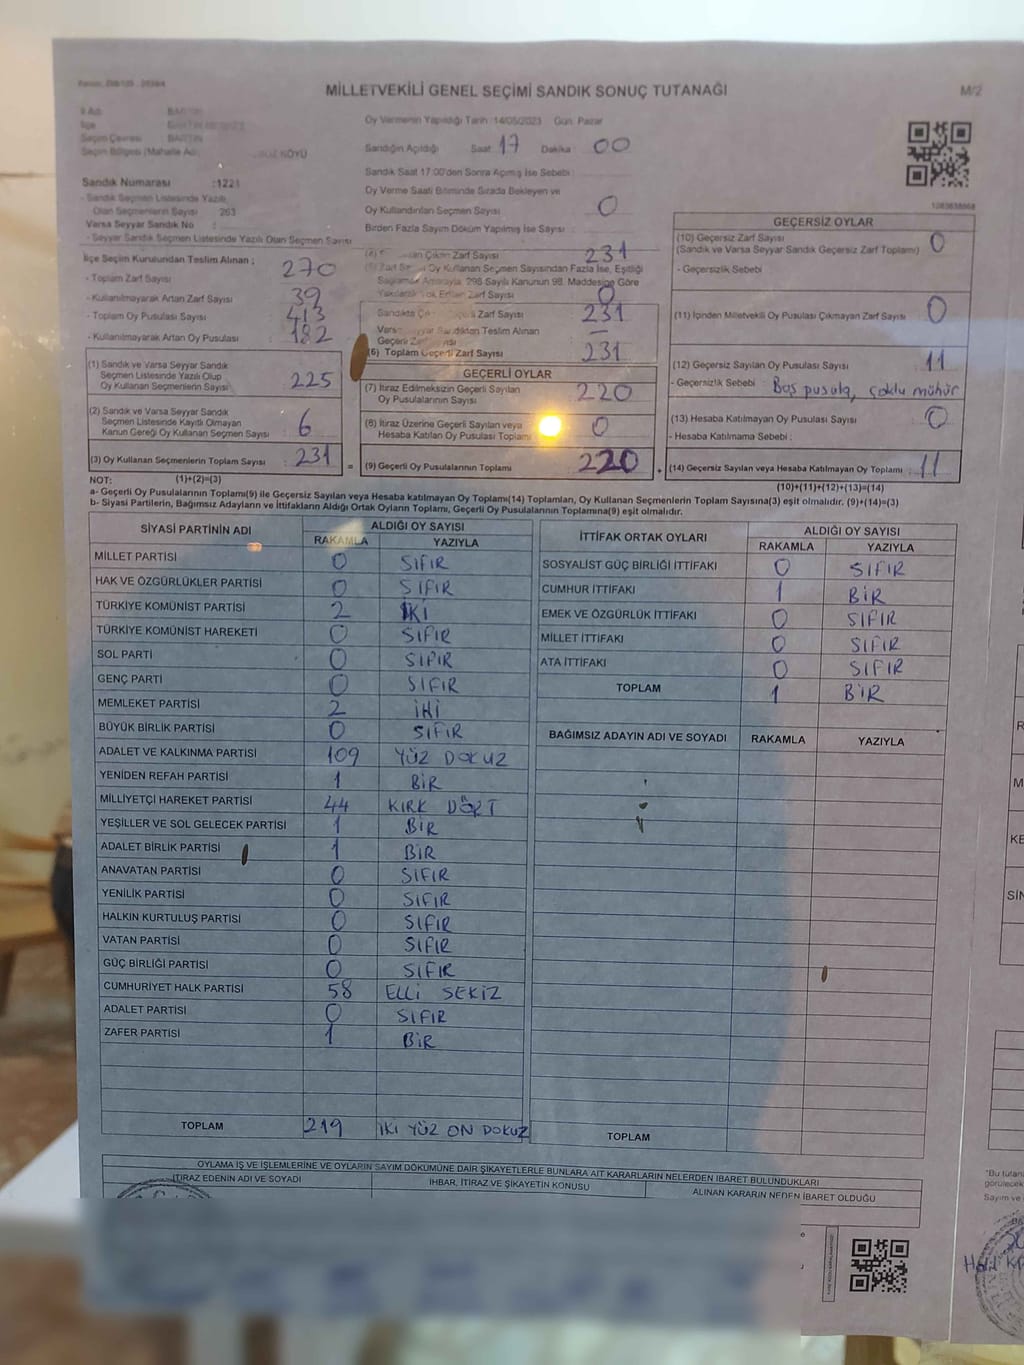 MİLLETVEKİLİ GENEL SEÇİMİ SANDIK SONUÇ TUTANAĞI
M/2
İl Adı : BARTIN
İlçe
Seçim Çevresi : BARTIN
Seçim Bölgesi (Mahalle Adı KÖYÜ
Sandık Numarası :1221
- Sandık Seçmen Listesinde Yazılı
Olan Seçmenlerin Sayısı 263
Varsa Seyyar Sandık No :
- Seyyar Sandık Seçmen Listesinde Yazılı Olan Seçmen Sayısı
İlçe Seçim Kurulundan Teslim Alınan ;
- Toplam Zarf Sayısı 270
- Kullanılmayarak Artan Zarf Sayısı 39
- Toplam Oy Pusulası Sayısı 413
- Kullanılmayarak Artan Oy Pusulası 182
Oy Vermenin Yapıldığı Tarih :14/05/2023 Gün: Pazar
Sandığın Açıldığı Saat 17 Dakika 00
Sandık Saat 17:00'den Sonra Açılmış İse Sebebi :
Oy Verme Saati Bitiminde Sırada Bekleyen ve
Oy Kullandırılan Seçmen Sayısı 0
Birden Fazla Sayım Döküm Yapılmış İse Sayısı :
Çıkan Zarf Sayısı 231
Oy Kullanan Seçmen Sayısından Fazla İse, Eşitliği
Sağlamak Amacıyla, 298 Sayılı Kanunun 98. Maddesine Göre
Yakılarak Yok Edilen Zarf Sayısı 0
Sandıkta Zarf Sayısı 231
Seyyar Sandıktan Teslim Alınan
Geçerli —
(6) Toplam Geçerli Zarf Sayısı 231
(1) Sandık ve Varsa Seyyar Sandık
Seçmen Listesinde Yazılı Olup
Oy Kullanan Seçmenlerin Sayısı 225
(2) Sandık ve Varsa Seyyar Sandık
Seçmen Listesinde Kayıtlı Olmayan
Kanun Gereği Oy Kullanan Seçmen Sayısı 6
(3) Oy Kullanan Seçmenlerin Toplam Sayısı 231
GEÇERLİ OYLAR
(7) İtiraz Edilmeksizin Geçerli Sayılan
Oy Pusulalarının Sayısı 220
(8) İtiraz Üzerine Geçerli Sayılan veya
Hesaba Katılan Oy Pusulası Toplamı 0
= (9) Geçerli Oy Pusulalarının Toplamı 220
GEÇERSİZ OYLAR
(10) Geçersiz Zarf Sayısı 0
(Sandık ve Varsa Seyyar Sandık Geçersiz Zarf Toplamı)
- Geçersizlik Sebebi
(11) İçinden Milletvekili Oy Pusulası Çıkmayan Zarf Sayısı 0
(12) Geçersiz Sayılan Oy Pusulası Sayısı 11
- Geçersizlik Sebebi : Boş pusula, çoklu mühür
(13) Hesaba Katılmayan Oy Pusulası Sayısı 0
- Hesaba Katılmama Sebebi :
+ (14) Geçersiz Sayılan veya Hesaba Katılmayan Oy Toplamı : 11
NOT: (1)+(2)=(3)
(10)+(11)+(12)+(13)=(14)
a- Geçerli Oy Pusulalarının Toplamı(9) ile Geçersiz Sayılan veya Hesaba katılmayan Oy Toplamı(14) Toplamları, Oy Kullanan Seçmenlerin Toplam Sayısına(3) eşit olmalıdır. (9)+(14)=(3)
b- Siyasi Partilerin, Bağımsız Adayların ve İttifakların Aldığı Ortak Oyların Toplamı, Geçerli Oy Pusulalarının Toplamına(9) eşit olmalıdır.
SİYASİ PARTİNİN ADI ALDIĞI OY SAYISI
RAKAMLA YAZIYLA
MİLLET PARTİSİ 0 SIFIR
HAK VE ÖZGÜRLÜKLER PARTİSİ 0 SIFIR
TÜRKİYE KOMÜNİST PARTİSİ 2 İKİ
TÜRKİYE KOMÜNİST HAREKETİ 0 SIFIR
SOL PARTİ 0 SIFIR
GENÇ PARTİ 0 SIFIR
MEMLEKET PARTİSİ 2 İKİ
BÜYÜK BİRLİK PARTİSİ 0 SIFIR
ADALET VE KALKINMA PARTİSİ 109 YÜZ DOKUZ
YENİDEN REFAH PARTİSİ 1 BİR
MİLLİYETÇİ HAREKET PARTİSİ 44 KIRK DÖRT
YEŞİLLER VE SOL GELECEK PARTİSİ 1 BİR
ADALET BİRLİK PARTİSİ 1 BİR
ANAVATAN PARTİSİ 0 SIFIR
YENİLİK PARTİSİ 0 SIFIR
HALKIN KURTULUŞ PARTİSİ 0 SIFIR
VATAN PARTİSİ 0 SIFIR
GÜÇ BİRLİĞİ PARTİSİ 0 SIFIR
CUMHURİYET HALK PARTİSİ 58 ELLİ SEKİZ
ADALET PARTİSİ 0 SIFIR
ZAFER PARTİSİ 1 BİR
TOPLAM 219 İKİ YÜZ ON DOKUZ
İTTİFAK ORTAK OYLARI ALDIĞI OY SAYISI
RAKAMLA YAZIYLA
SOSYALİST GÜÇ BİRLİĞİ İTTİFAKI 0 SIFIR
CUMHUR İTTİFAKI 1 BİR
EMEK VE ÖZGÜRLÜK İTTİFAKI 0 SIFIR
MİLLET İTTİFAKI 0 SIFIR
ATA İTTİFAKI 0 SIFIR
TOPLAM 1 BİR
BAĞIMSIZ ADAYIN ADI VE SOYADI RAKAMLA YAZIYLA
TOPLAM
OYLAMA İŞ VE İŞLEMLERİNE VE OYLARIN SAYIM DÖKÜMÜNE DAİR ŞİKAYETLERLE BUNLARA AİT KARARLARIN NELERDEN İBARET BULUNDUKLARI
İTİRAZ EDENİN ADI VE SOYADI İHBAR, İTİRAZ VE ŞİKAYETİN KONUSU ALINAN KARARIN NEDEN İBARET OLDUĞU
"Bu tutana
görülecek
Sayım ve